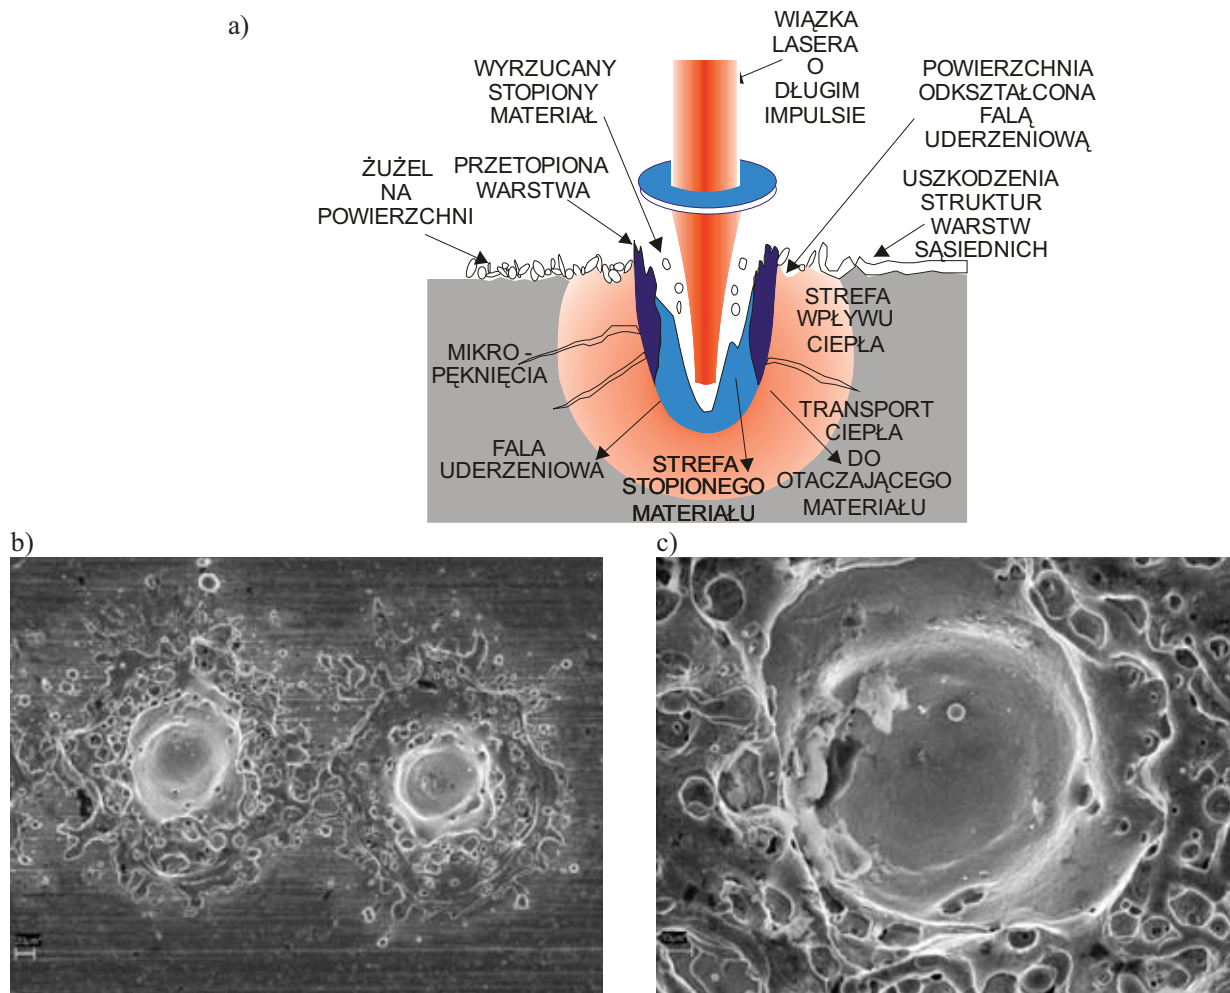 a)
WIĄZKA
LASERA
O
DŁUGIM
IMPULSIE
WYRZUCANY
STOPIONY
MATERIAŁ
POWIERZCHNIA
ODKSZTAŁCONA
FALĄ
UDERZENIOWĄ
ŻUŻEL
NA
POWIERZCHNI
PRZETOPIONA
WARSTWA
USZKODZENIA
STRUKTUR
WARSTW
SĄSIEDNICH
STREFA
WPŁYWU
CIEPŁA
MIKRO -
PĘKNIĘCIA
TRANSPORT
CIEPŁA
DO
OTACZAJĄCEGO
MATERIAŁU
FALA
UDERZENIOWA
STREFA
STOPIONEGO
MATERIAŁU
b)
c)